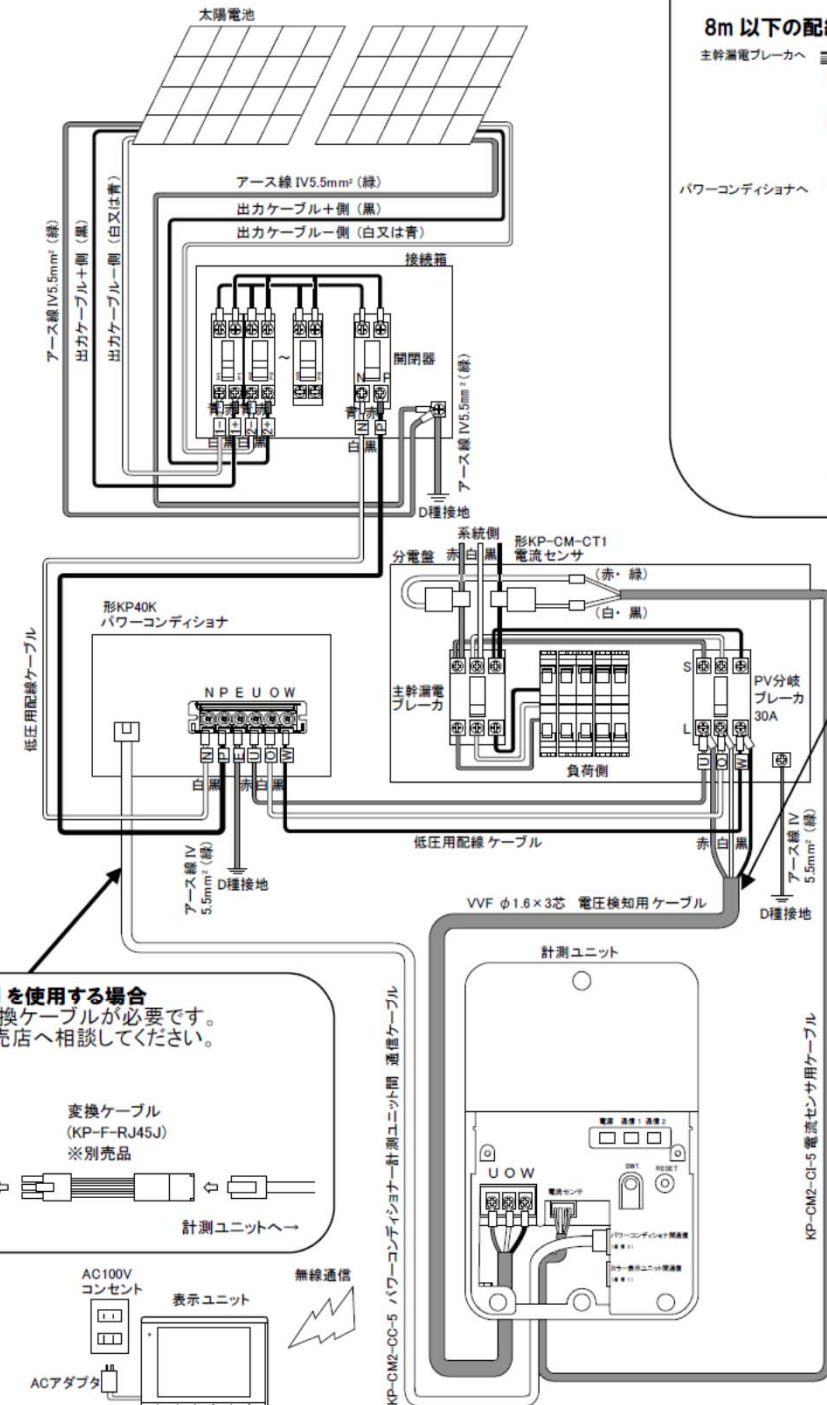 太陽電池
8m 以下の配
主幹漏電ブレーカへ
パワーコンディショナへ
アース線 IV5.5mm² (緑)
出力ケーブル+側 (黒)
出力ケーブルー側 (白又は青)
アース線 IV5.5mm² (緑)
出力ケーブル+側 (黒)
出力ケーブルー側 (白又は青)
接続箱
~
N P
開閉器
青 赤 青 赤
青 赤
1- 1+ 2- 2+
N P
白 黒 白 黒
白 黒
アース線 IV5.5mm² (緑)
D種接地
系統側
分電盤
赤 白 黒
形KP-CM-CT1
電流センサ
(赤・緑)
(白・黒)
形KP40K
パワーコンディショナ
低圧用配線ケーブル
N P E U O W
N P E U O W
白 黒 赤 白 黒
主幹漏電
ブレーカ
負荷側
S
L
PV分岐
ブレーカ
30A
U O W
低圧用配線 ケーブル
赤 白 黒
アース線 IV
5.5mm² (緑)
D種接地
アース線 IV
5.5mm² (緑)
D種接地
VVF φ1.6×3芯 電圧検知用ケーブル
計測ユニット
を使用する場合
換ケーブルが必要です。
売店へ相談してください。
変換ケーブル
(KP-F-RJ45J)
※別売品
計測ユニットへ→
KP-CM2-CC-5 パワーコンディショナー計測ユニット間 通信ケーブル
KP-CM2-CI-5 電流センサ用ケーブル
電源 通信1 通信2
SW1
RESET
U O W
電流センサ
パワーコンディショナ間通信
(通信2)
カラー表示ユニット間通信
(通信1)
AC100V
コンセント
表示ユニット
無線通信
ACアダプタ